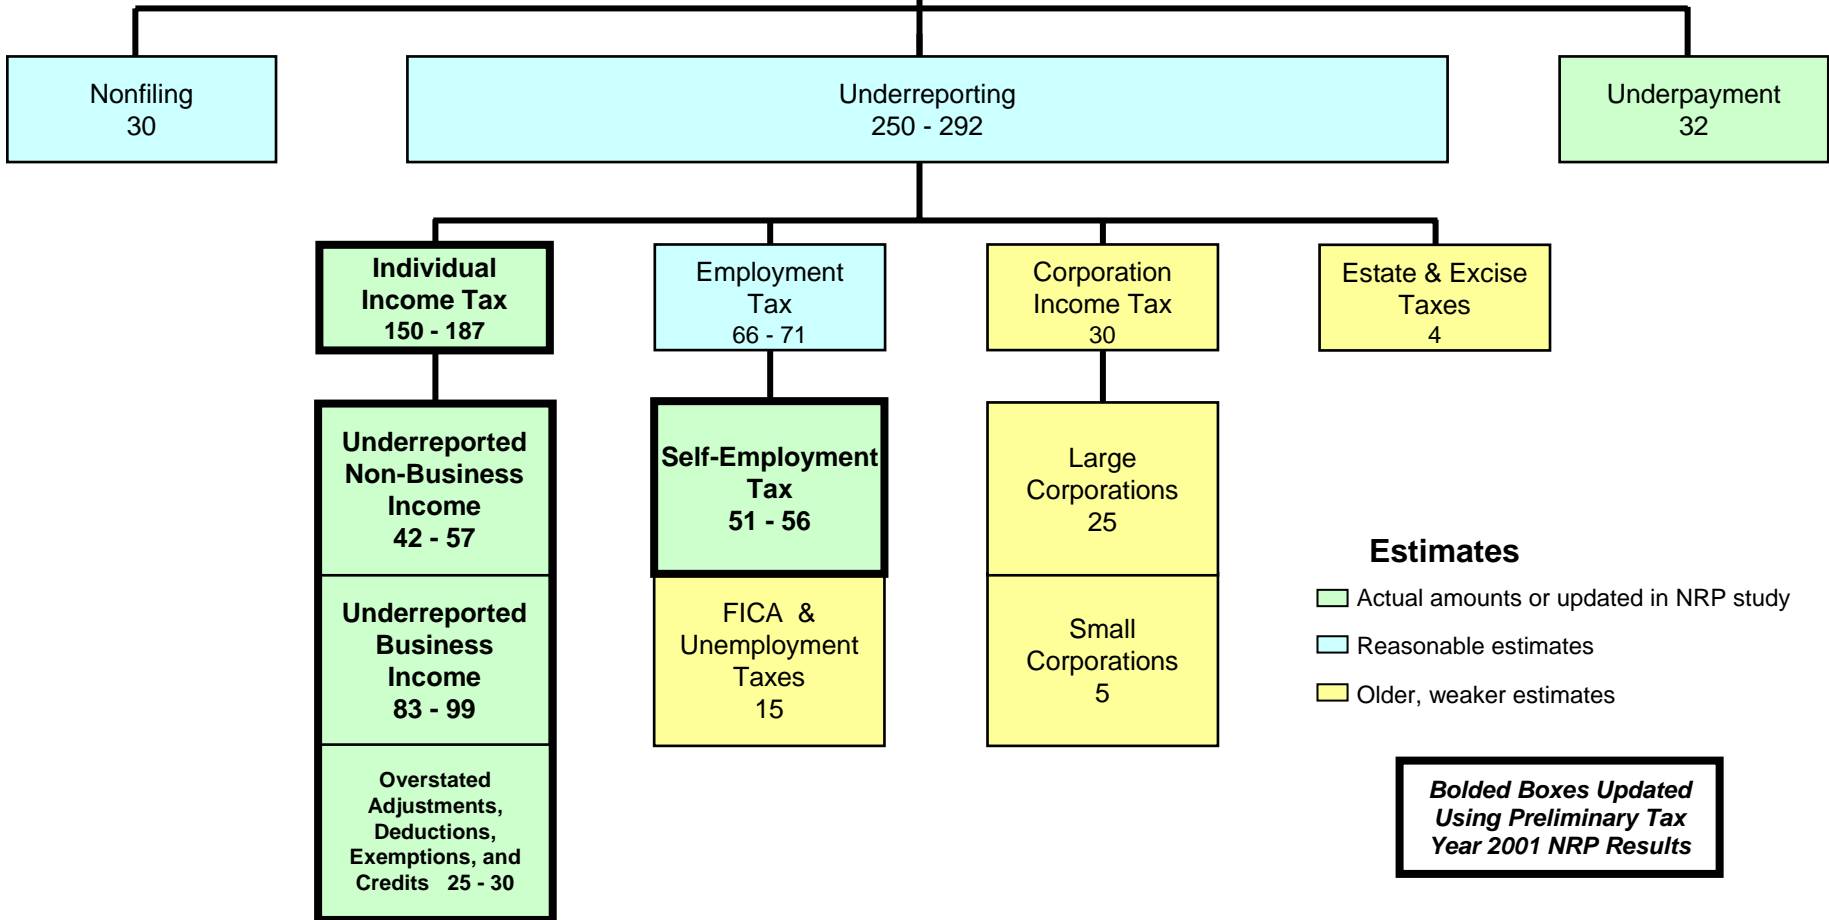 Nonfiling
30
Underreporting
250 - 292
Underpayment
32
Individual
Income Tax
150 - 187
Employment
Tax
66 - 71
Corporation
Income Tax
30
Estate & Excise
Taxes
4
Underreported
Non-Business
Income
42 - 57
Underreported
Business
Income
83 - 99
Overstated
Adjustments,
Deductions,
Exemptions, and
Credits 25 - 30
Self-Employment
Tax
51 - 56
FICA &
Unemployment
Taxes
15
Large
Corporations
25
Small
Corporations
5
Estimates
Actual amounts or updated in NRP study
Reasonable estimates
Older, weaker estimates
Bolded Boxes Updated
Using Preliminary Tax
Year 2001 NRP Results